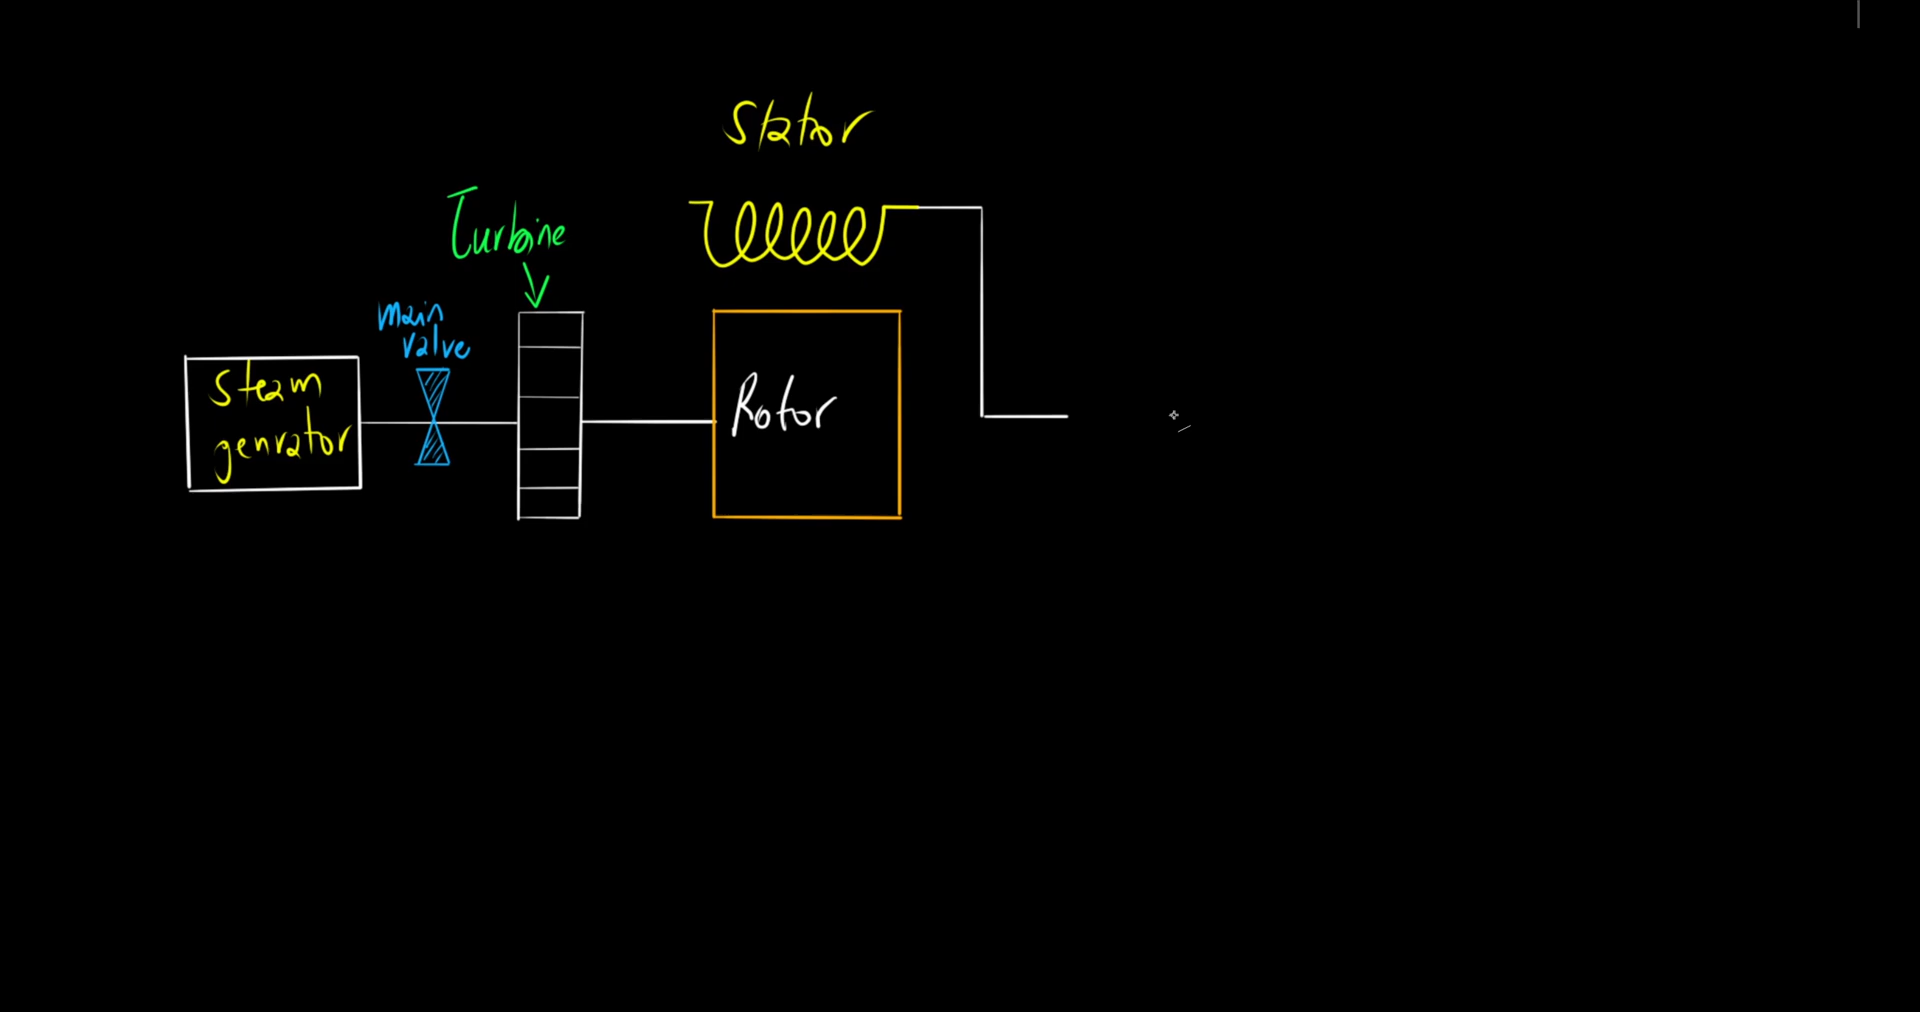 Stator
Turbine
main
valve
steam
genrator
Rotor